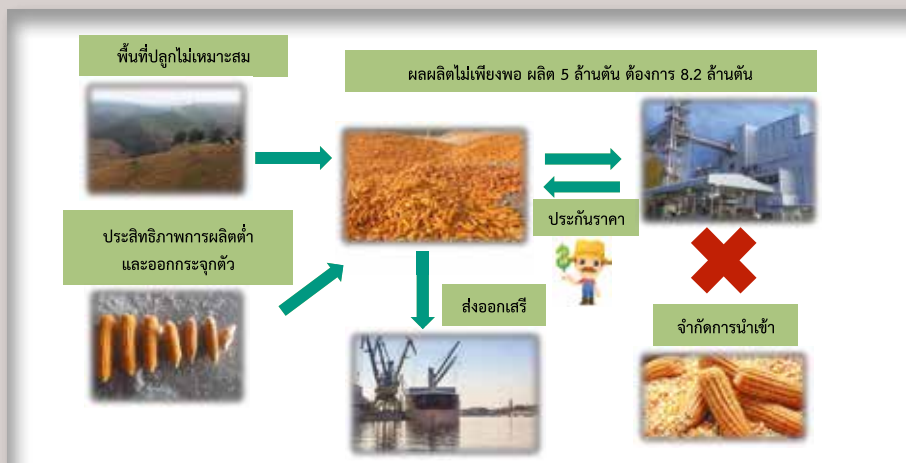 พื้นที่ปลูกไม่เหมาะสม
ผลผลิตไม่เพียงพอ ผลิต 5 ล้านตัน ต้องการ 8.2 ล้านตัน
ประสิทธิภาพการผลิตต่ำ
และออกกระจุกตัว
ประกันราคา
ส่งออกเสรี
จำกัดการนำเข้า